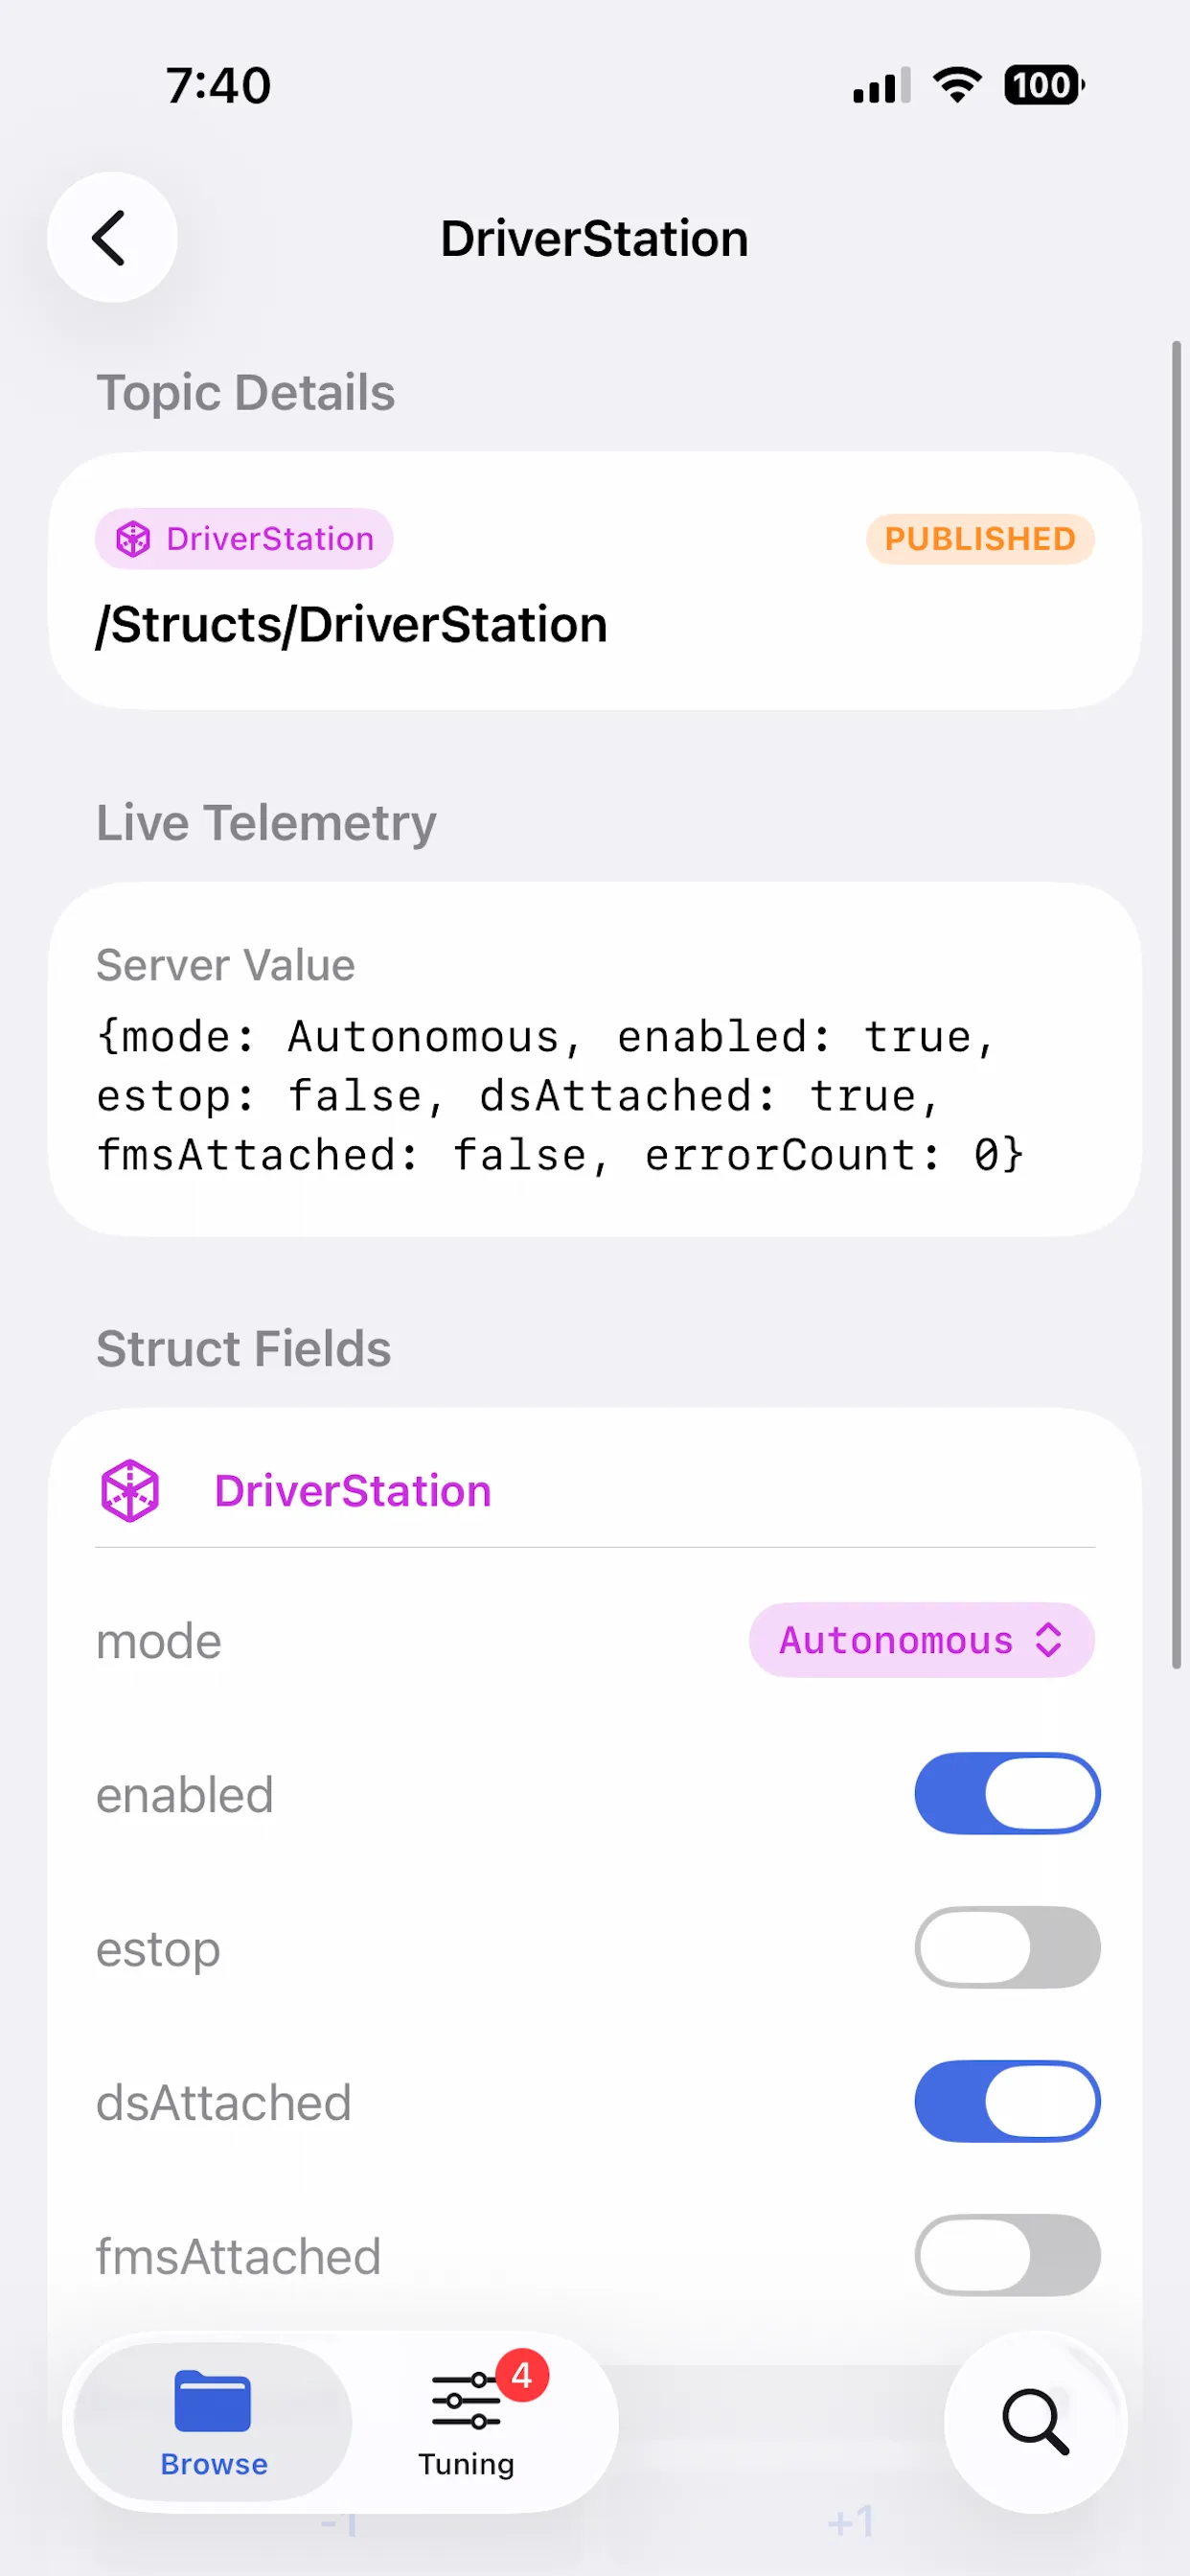 7:40
100
DriverStation
Topic Details
DriverStation
PUBLISHED
/Structs/DriverStation
Live Telemetry
Server Value
{mode: Autonomous, enabled: true,
estop: false, dsAttached: true,
fmsAttached: false, errorCount: 0}
Struct Fields
DriverStation
mode
Autonomous
enabled
estop
dsAttached
fmsAttached
4
Browse
Tuning
-1
+1